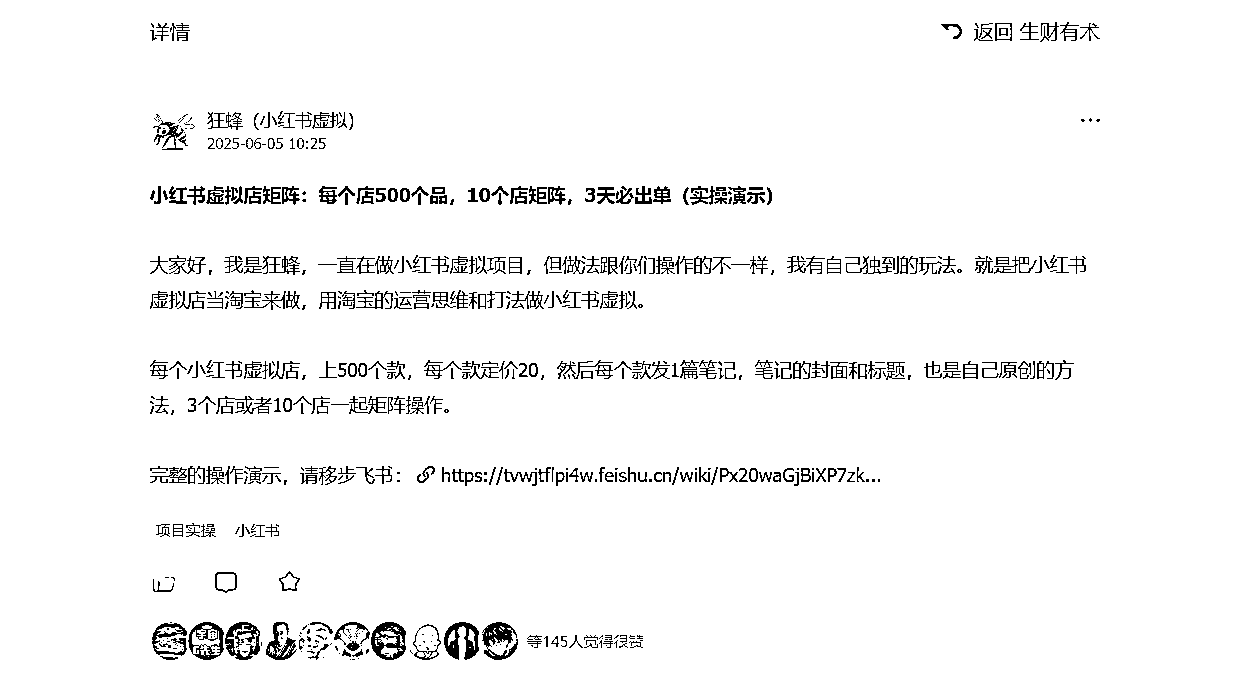 详情
返回 生财有术
狂蜂（小红书虚拟）
2025-06-05 10:25
小红书虚拟店矩阵：每个店500个品，10个店矩阵，3天必出单（实操演示）
大家好，我是狂蜂，一直在做小红书虚拟项目，但做法跟你们操作的不一样，我有自己独到的玩法。就是把小红书
虚拟店当淘宝来做，用淘宝的运营思维和打法做小红书虚拟。
每个小红书虚拟店，上500个款，每个款定价20，然后每个款发1篇笔记，笔记的封面和标题，也是自己原创的方
法，3个店或者10个店一起矩阵操作。
完整的操作演示，请移步飞书： https://tvwjtflpi4w.feishu.cn/wiki/Px20waGjBiXP7zk...
项目实操 小红书
等145人觉得很赞